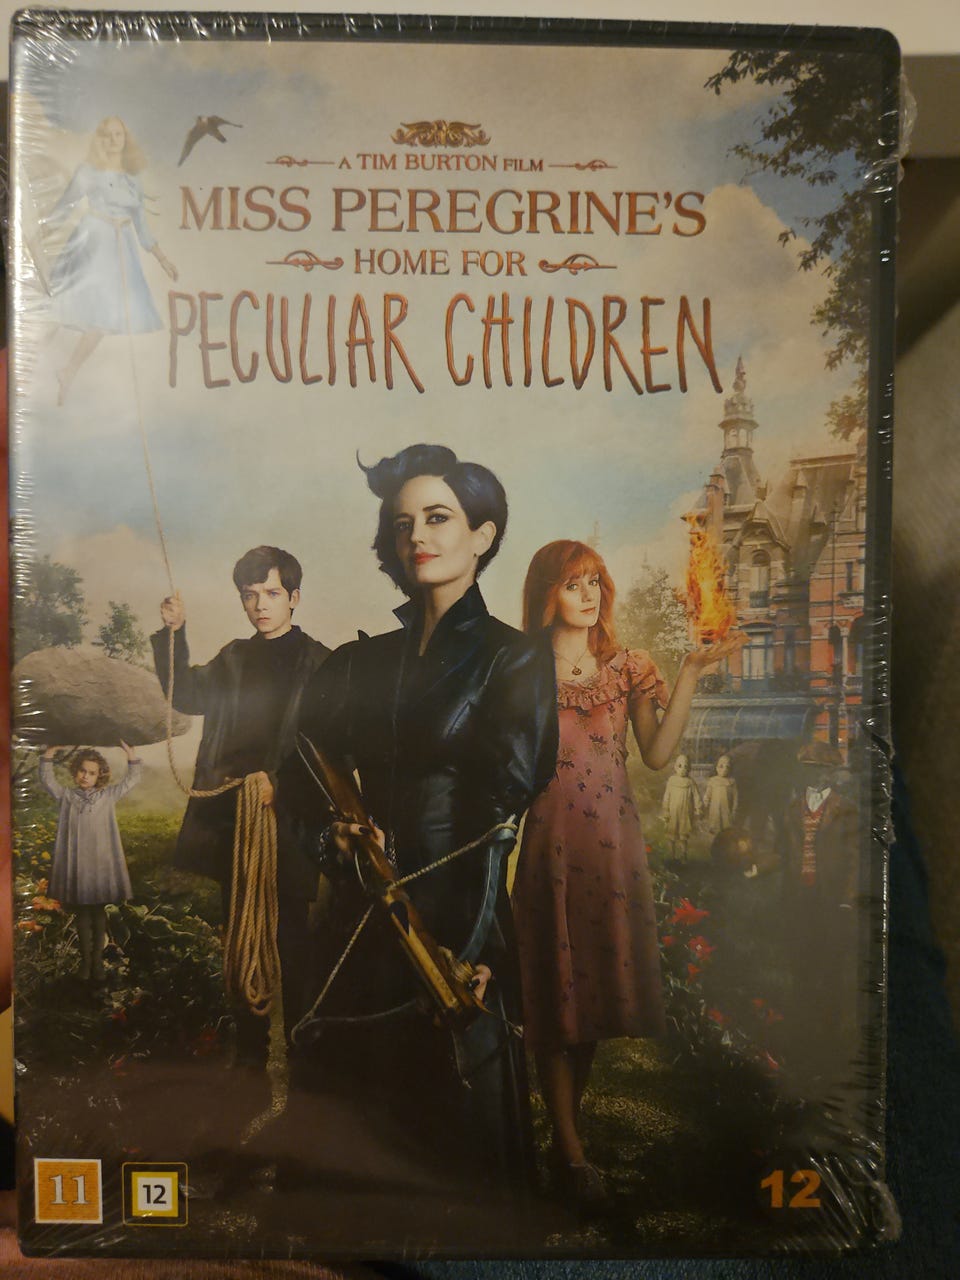 A TIM BURTON FILM
MISS PEREGRINE'S
HOME FOR
PECULIAR CHILDREN
11
12
12